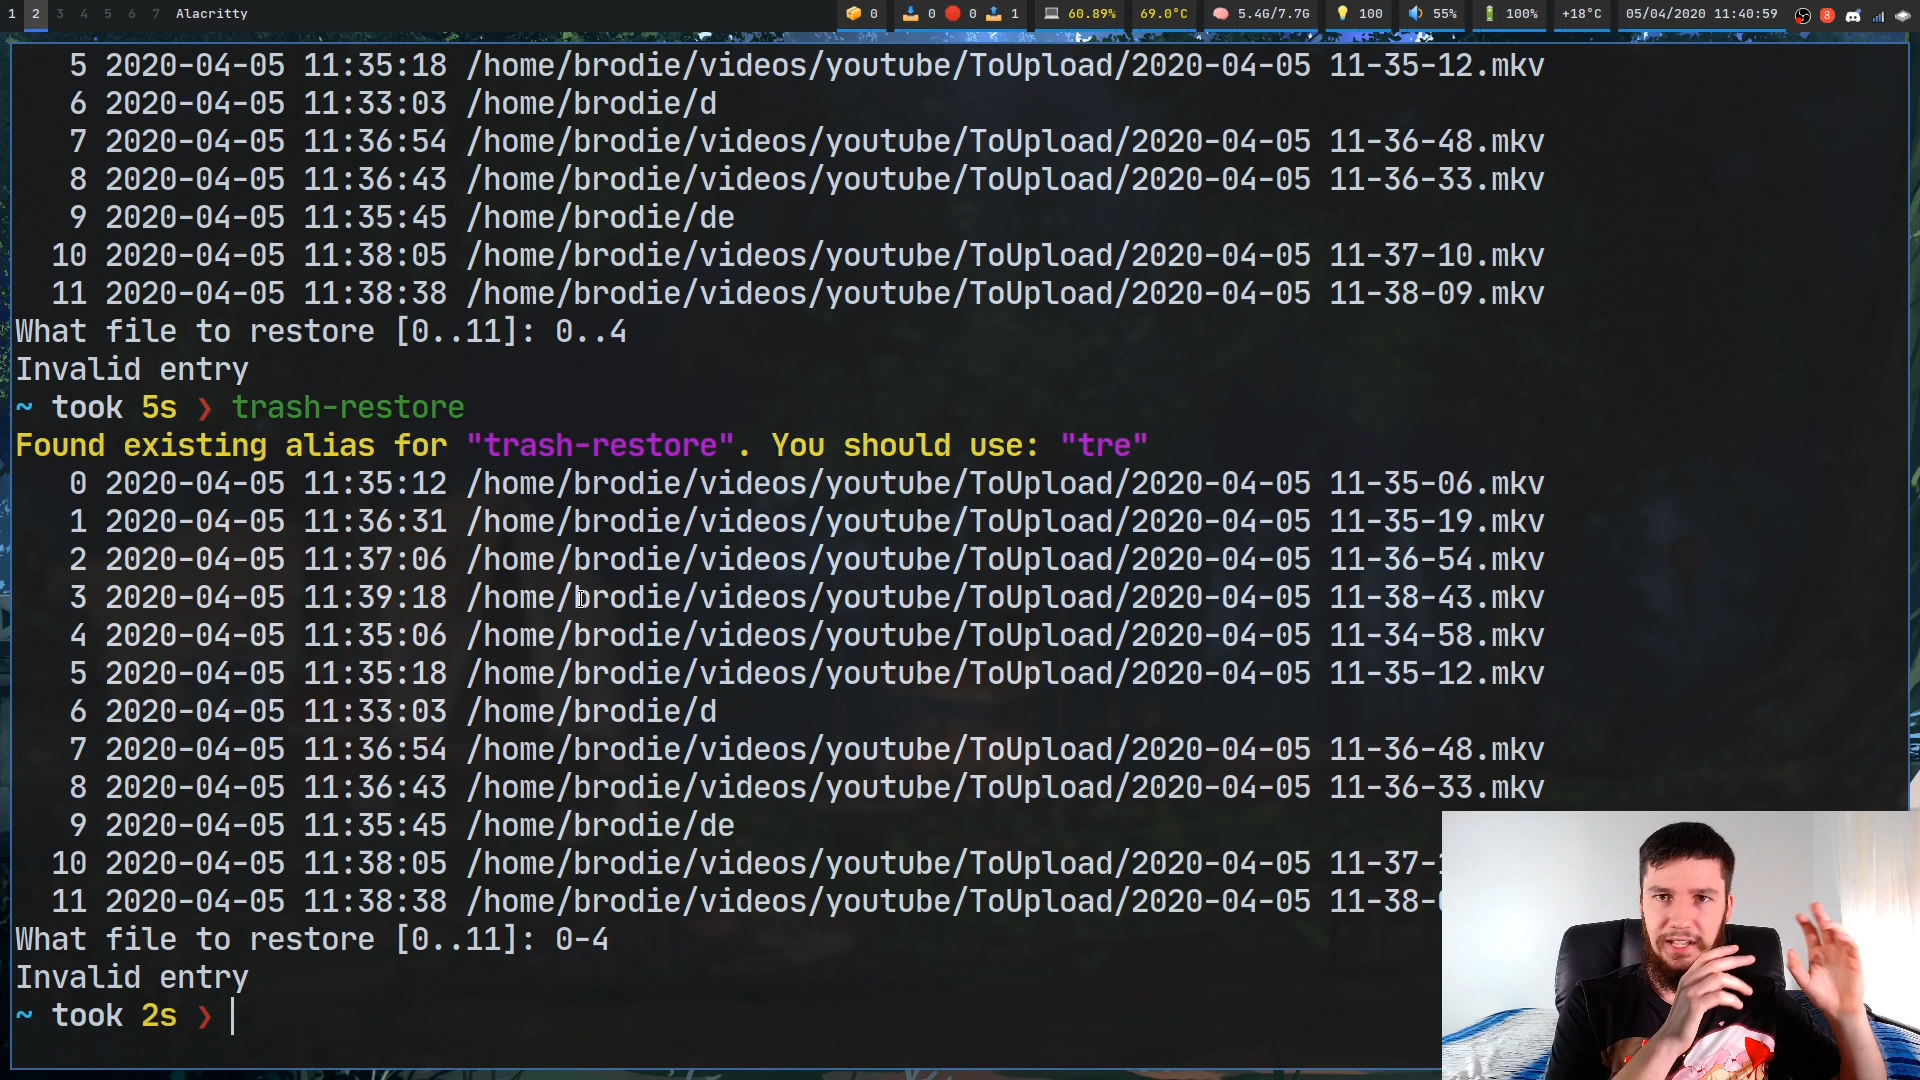 1 2 3 4 5 6 7 Alacritty 0 0 0 1 60.89% 69.0°C 5.4G/7.7G 100 55% 100% +18°C 05/04/2020 11:40:59 8
5 2020-04-05 11:35:18 /home/brodie/videos/youtube/ToUpload/2020-04-05 11-35-12.mkv
6 2020-04-05 11:33:03 /home/brodie/d
7 2020-04-05 11:36:54 /home/brodie/videos/youtube/ToUpload/2020-04-05 11-36-48.mkv
8 2020-04-05 11:36:43 /home/brodie/videos/youtube/ToUpload/2020-04-05 11-36-33.mkv
9 2020-04-05 11:35:45 /home/brodie/de
10 2020-04-05 11:38:05 /home/brodie/videos/youtube/ToUpload/2020-04-05 11-37-10.mkv
11 2020-04-05 11:38:38 /home/brodie/videos/youtube/ToUpload/2020-04-05 11-38-09.mkv
What file to restore [0..11]: 0..4
Invalid entry
~ took 5s ❯ trash-restore
Found existing alias for "trash-restore". You should use: "tre"
0 2020-04-05 11:35:12 /home/brodie/videos/youtube/ToUpload/2020-04-05 11-35-06.mkv
1 2020-04-05 11:36:31 /home/brodie/videos/youtube/ToUpload/2020-04-05 11-35-19.mkv
2 2020-04-05 11:37:06 /home/brodie/videos/youtube/ToUpload/2020-04-05 11-36-54.mkv
3 2020-04-05 11:39:18 /home/brodie/videos/youtube/ToUpload/2020-04-05 11-38-43.mkv
4 2020-04-05 11:35:06 /home/brodie/videos/youtube/ToUpload/2020-04-05 11-34-58.mkv
5 2020-04-05 11:35:18 /home/brodie/videos/youtube/ToUpload/2020-04-05 11-35-12.mkv
6 2020-04-05 11:33:03 /home/brodie/d
7 2020-04-05 11:36:54 /home/brodie/videos/youtube/ToUpload/2020-04-05 11-36-48.mkv
8 2020-04-05 11:36:43 /home/brodie/videos/youtube/ToUpload/2020-04-05 11-36-33.mkv
9 2020-04-05 11:35:45 /home/brodie/de
10 2020-04-05 11:38:05 /home/brodie/videos/youtube/ToUpload/2020-04-05 11-37-
11 2020-04-05 11:38:38 /home/brodie/videos/youtube/ToUpload/2020-04-05 11-38-
What file to restore [0..11]: 0-4
Invalid entry
~ took 2s ❯